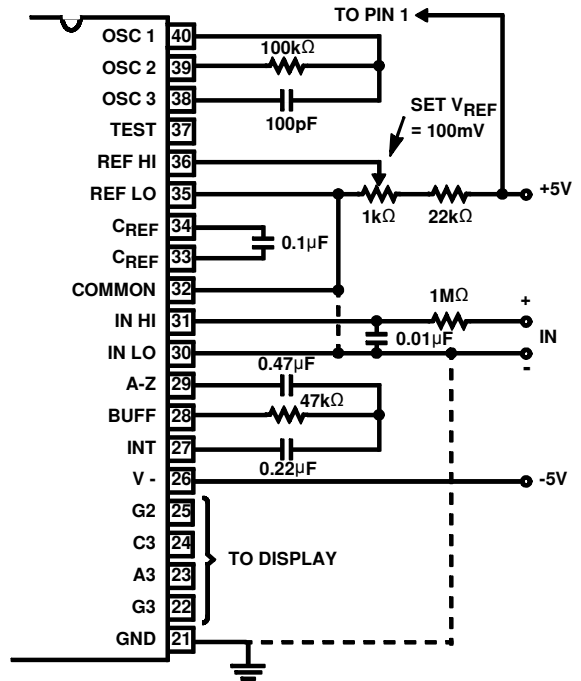 TO PIN 1
OSC 1 40
100kΩ
OSC 2 39
OSC 3 38
100pF
SET VREF
= 100mV
TEST 37
REF HI 36
REF LO 35
+5V
1kΩ
22kΩ
CREF 34
0.1µF
CREF 33
COMMON 32
1MΩ
+
IN HI 31
0.01µF
IN
IN LO 30
-
0.47µF
A-Z 29
47kΩ
BUFF 28
INT 27
0.22µF
V - 26
-5V
G2 25
C3 24
TO DISPLAY
A3 23
G3 22
GND 21